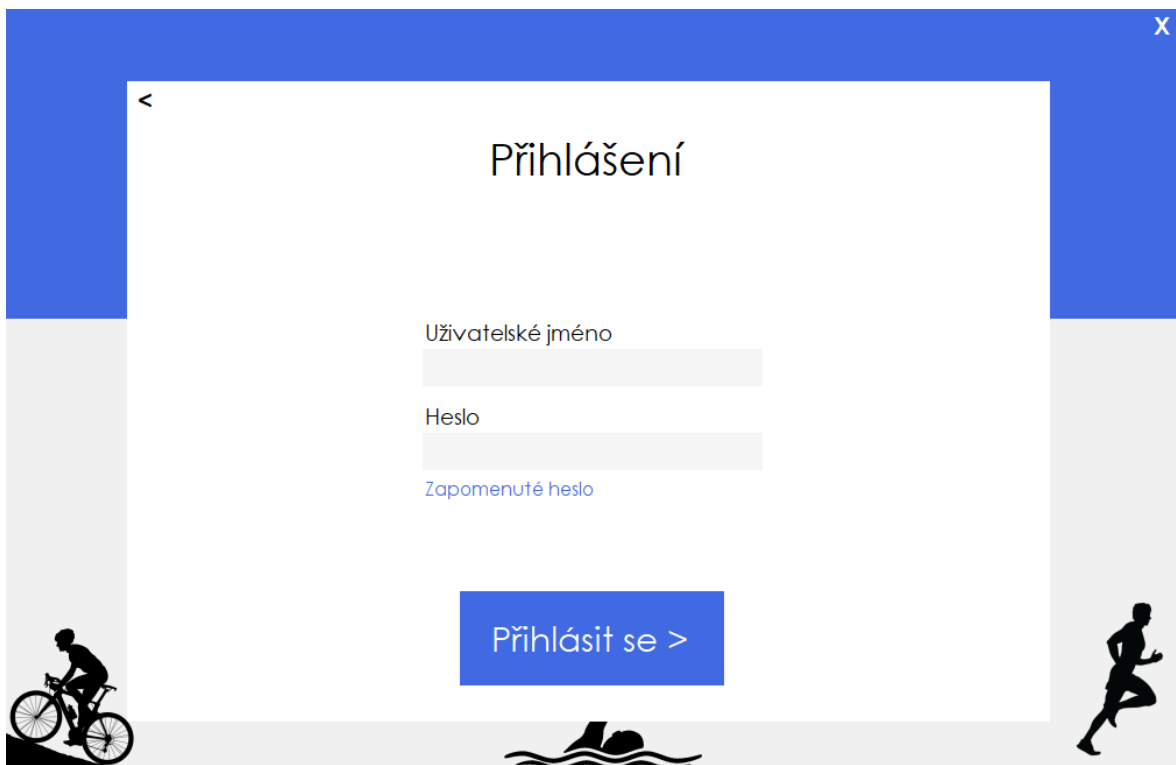 X
<
Přihlášení
Uživatelské jméno
Heslo
Zapomenuté heslo
Přihlásit se >